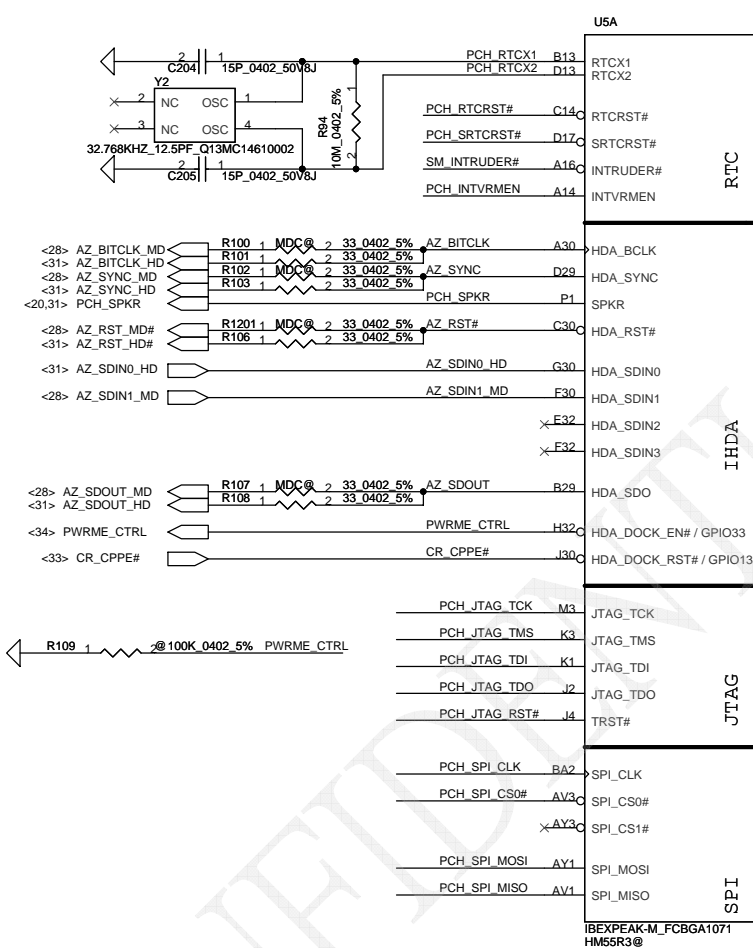 U5A
PCH_RTCX1 B13 RTCX1
PCH_RTCX2 D13 RTCX2
2 1
C204 15P_0402_50V8J
Y2
2 NC OSC 1
3 NC OSC 4
32.768KHZ_12.5PF_Q13MC14610002
R94
10M_0402_5%
1
2
2 1
C205 15P_0402_50V8J
PCH_RTCRST# C14 RTCRST#
PCH_SRTCRST# D17 SRTCRST#
SM_INTRUDER# A16 INTRUDER#
PCH_INTVRMEN A14 INTVRMEN
RTC
<28> AZ_BITCLK_MD R100 1 MDC@ 2 33_0402_5% AZ_BITCLK A30 HDA_BCLK
<31> AZ_BITCLK_HD R101 1 2 33_0402_5%
<28> AZ_SYNC_MD R102 1 MDC@ 2 33_0402_5% AZ_SYNC D29 HDA_SYNC
<31> AZ_SYNC_HD R103 1 2 33_0402_5%
<20,31> PCH_SPKR PCH_SPKR P1 SPKR
<28> AZ_RST_MD# R1201 1 MDC@ 2 33_0402_5% AZ_RST# C30 HDA_RST#
<31> AZ_RST_HD# R106 1 2 33_0402_5%
<31> AZ_SDIN0_HD AZ_SDIN0_HD G30 HDA_SDIN0
<28> AZ_SDIN1_MD AZ_SDIN1_MD F30 HDA_SDIN1
E32 HDA_SDIN2
F32 HDA_SDIN3
IHDA
<28> AZ_SDOUT_MD R107 1 MDC@ 2 33_0402_5% AZ_SDOUT B29 HDA_SDO
<31> AZ_SDOUT_HD R108 1 2 33_0402_5%
<34> PWRME_CTRL PWRME_CTRL H32 HDA_DOCK_EN# / GPIO33
<33> CR_CPPE# CR_CPPE# J30 HDA_DOCK_RST# / GPIO13
PCH_JTAG_TCK M3 JTAG_TCK
PCH_JTAG_TMS K3 JTAG_TMS
R109 1 2 @ 100K_0402_5% PWRME_CTRL
PCH_JTAG_TDI K1 JTAG_TDI
PCH_JTAG_TDO J2 JTAG_TDO
PCH_JTAG_RST# J4 TRST#
JTAG
PCH_SPI_CLK BA2 SPI_CLK
PCH_SPI_CS0# AV3 SPI_CS0#
AY3 SPI_CS1#
PCH_SPI_MOSI AY1 SPI_MOSI
PCH_SPI_MISO AV1 SPI_MISO
SPI
IBEXPEAK-M_FCBGA1071
HM55R3@